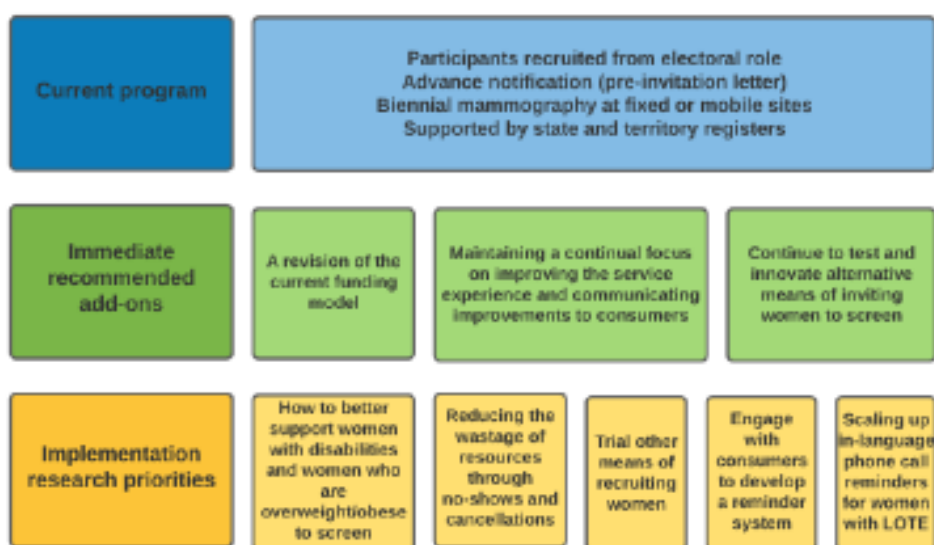 Current program
Participants recruited from electoral role
Advance notification (pre-invitation letter)
Biennial mammography at fixed or mobile sites
Supported by state and territory registers
Immediate
recommended
add-ons
A revision of the
current funding
model
Maintaining a continual focus
on improving the service
experience and communicating
improvements to consumers
Continue to test and
innovate alternative
means of inviting
women to screen
Implementation
research priorities
How to better
support women
with disabilities
and women who
are
overweight/obese
to screen
Reducing the
wastage of
resources
through
no-shows and
cancellations
Trial other
means of
recruiting
women
Engage
with
consumers
to develop
a reminder
system
Scaling up
in-language
phone call
reminders
for women
with LOTE